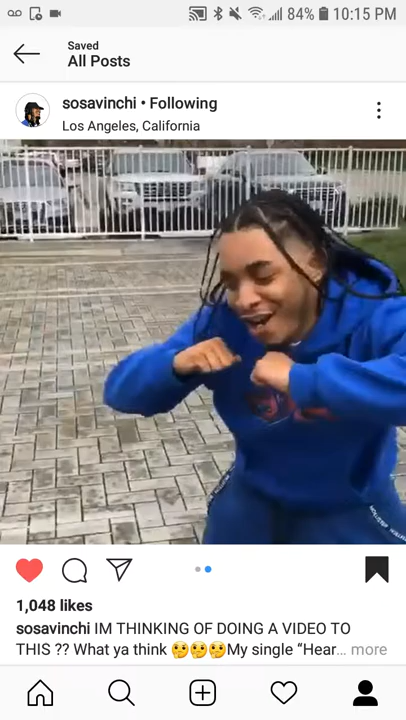 84% 10:15 PM
Saved
All Posts
sosavinchi • Following
Los Angeles, California
1,048 likes
sosavinchi IM THINKING OF DOING A VIDEO TO
THIS ?? What ya think 🤔🤔🤔My single “Hear... more